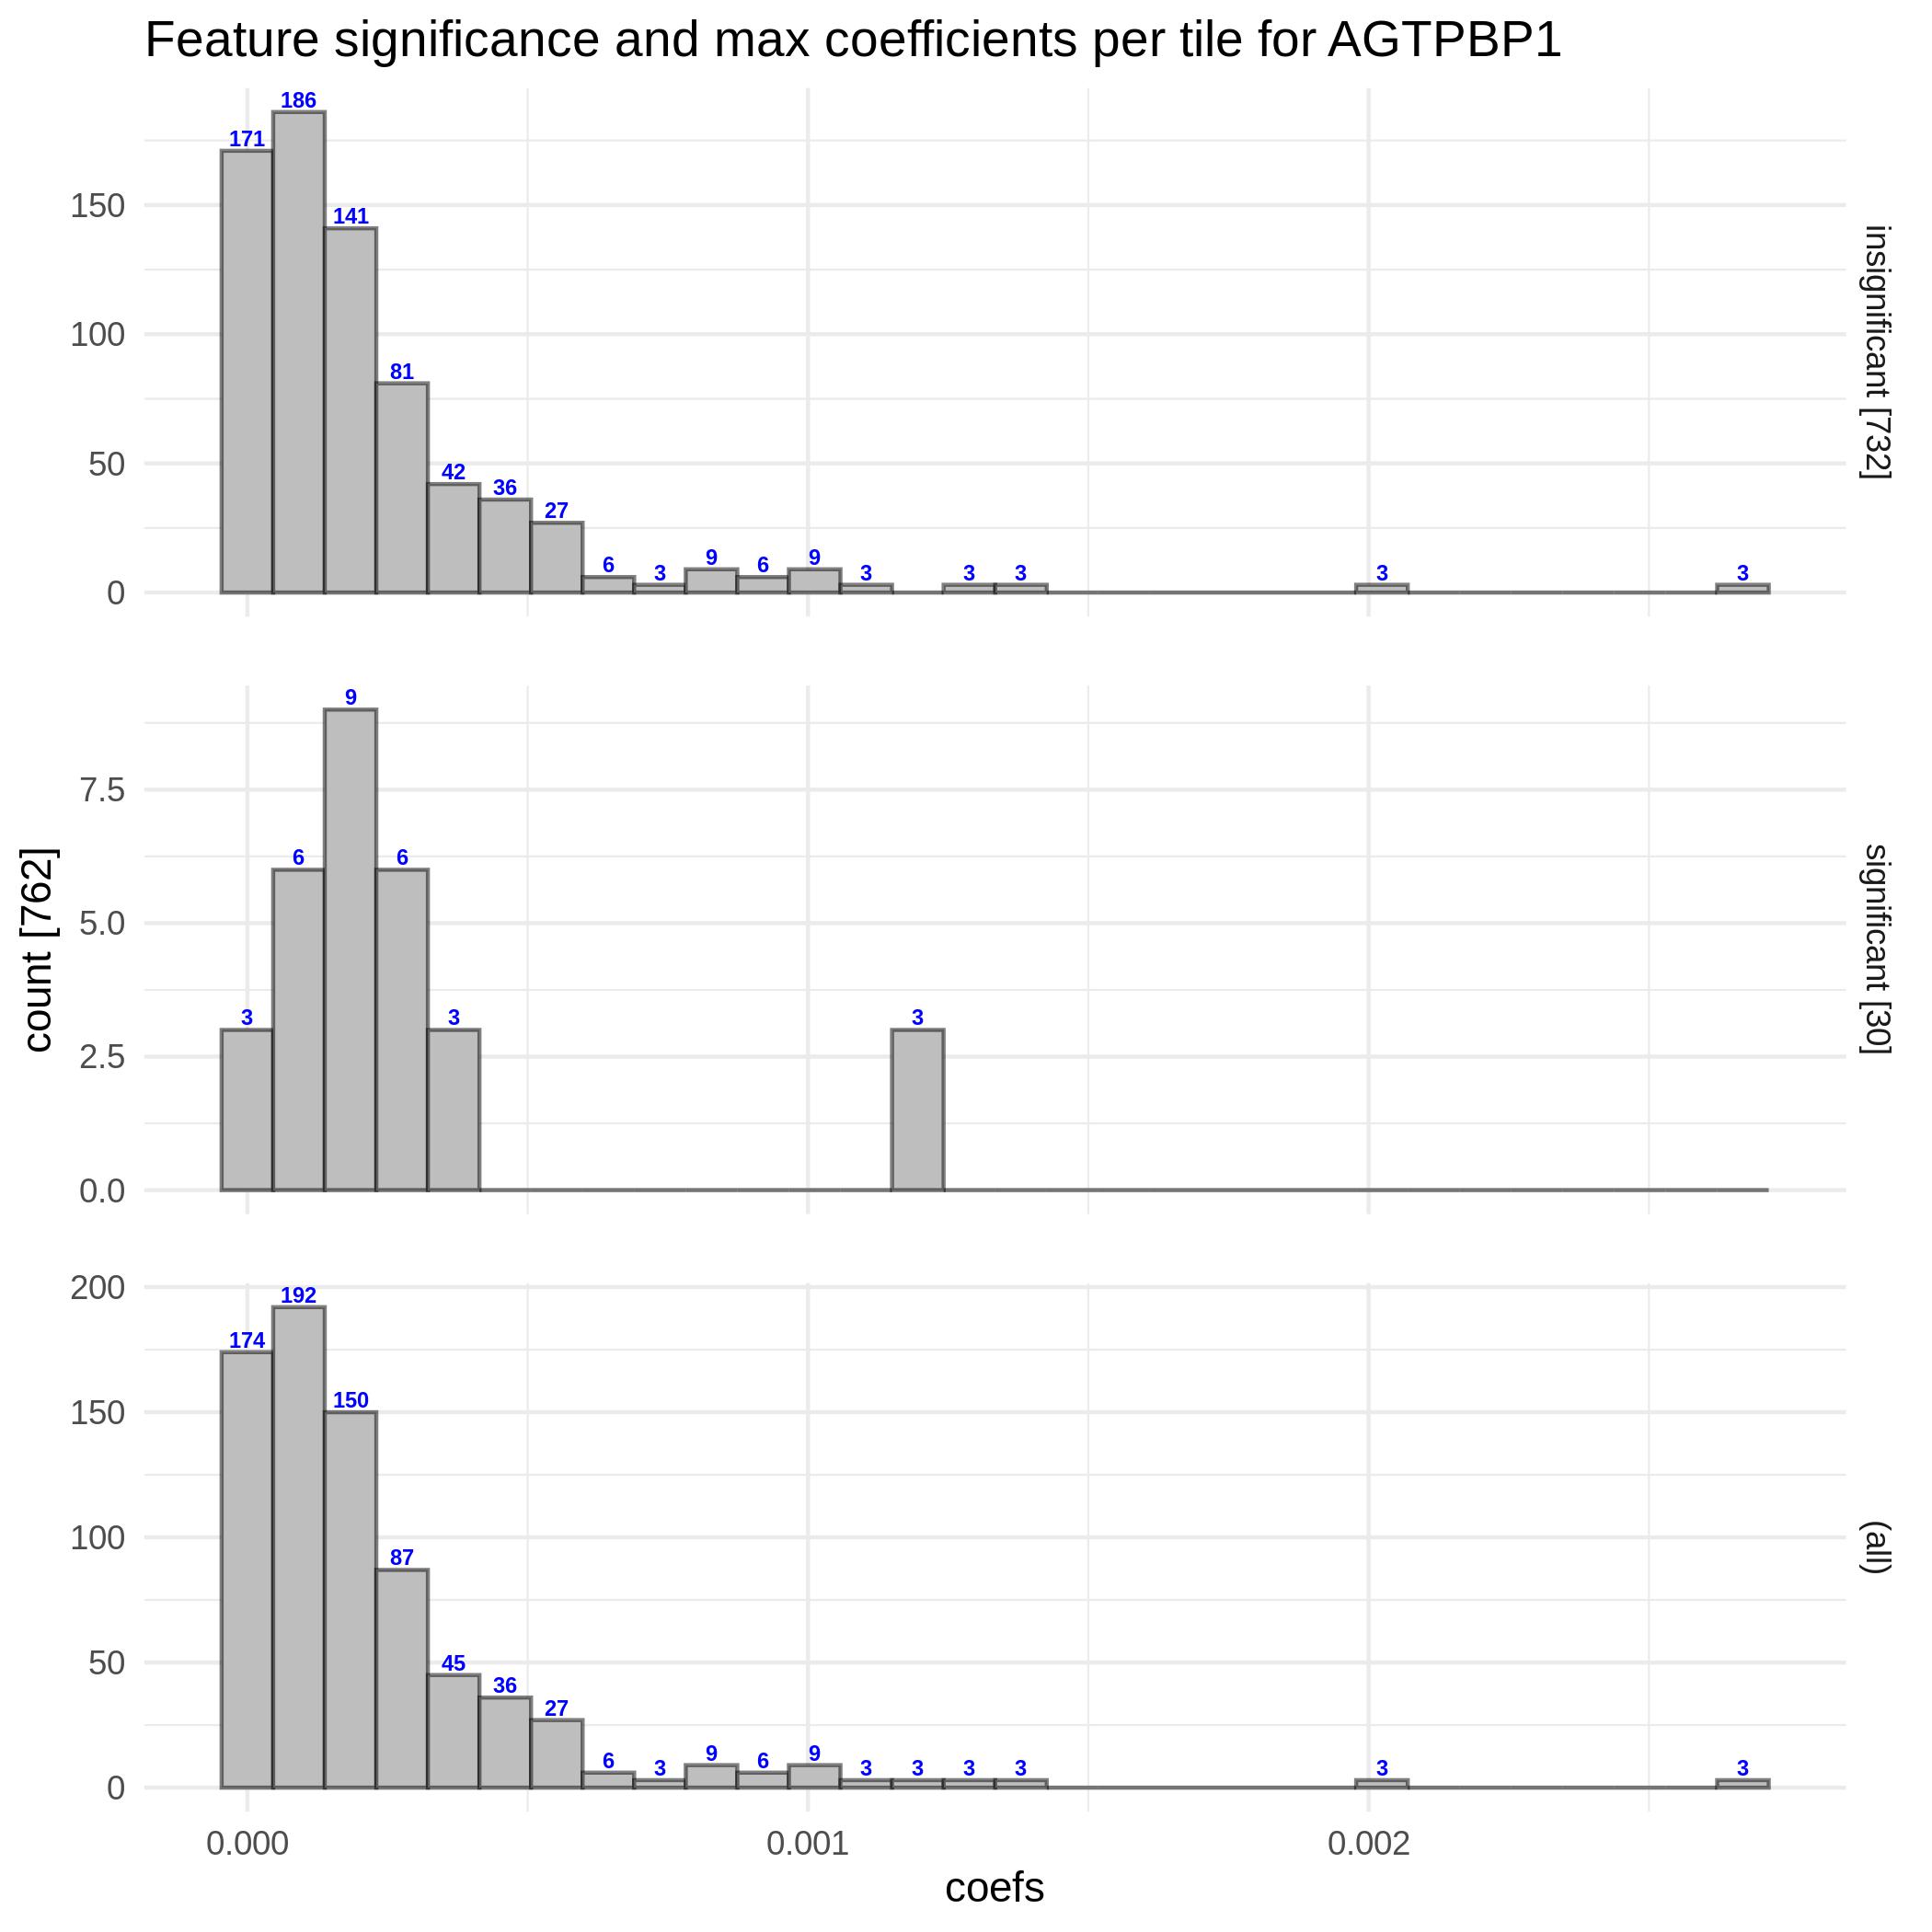 Feature significance and max coefficients per tile for AGTPBP1
171 186 141 81 42 36 27 6 3 9 6 9 3 3 3 3 3
150
100
50
0
insignificant [732]
3 6 9 6 3 3
7.5
5.0
2.5
0.0
significant [30]
count [762]
174 192 150 87 45 36 27 6 3 9 6 9 3 3 3 3 3 3
200
150
100
50
0
(all)
0.000 0.001 0.002
coefs